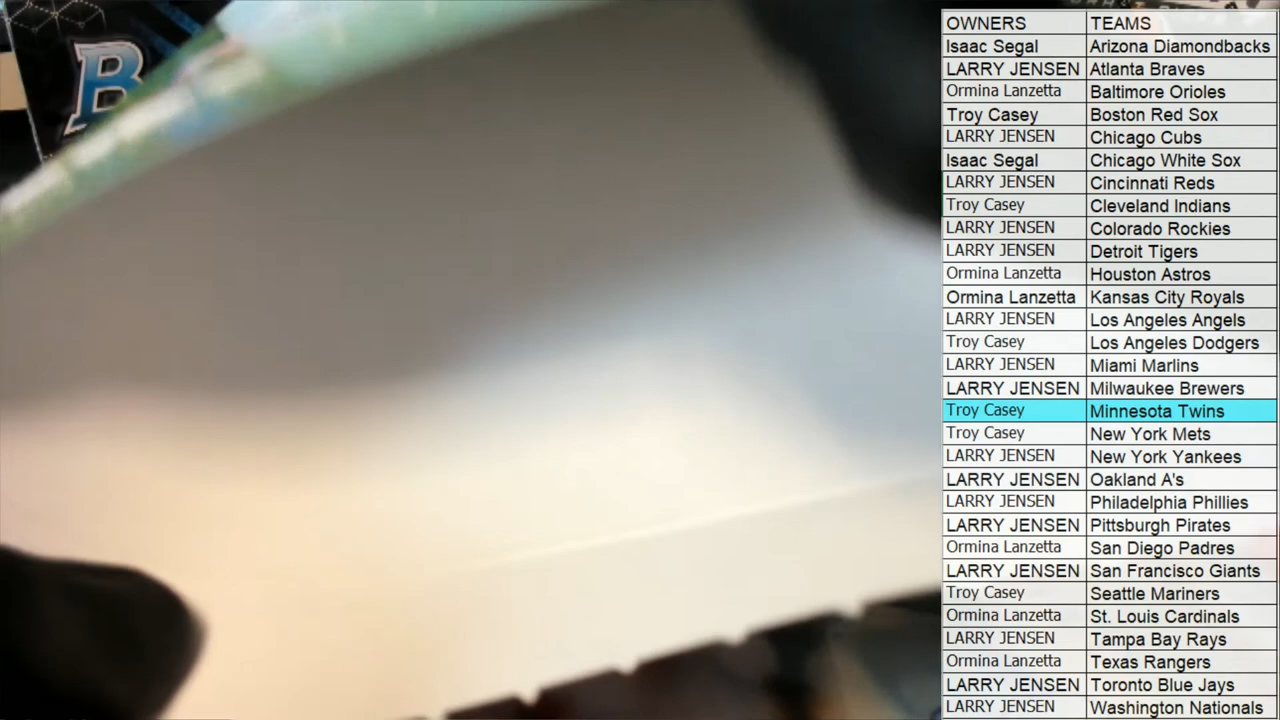 B
OWNERS TEAMS
Isaac Segal Arizona Diamondbacks
LARRY JENSEN Atlanta Braves
Ormina Lanzetta Baltimore Orioles
Troy Casey Boston Red Sox
LARRY JENSEN Chicago Cubs
Isaac Segal Chicago White Sox
LARRY JENSEN Cincinnati Reds
Troy Casey Cleveland Indians
LARRY JENSEN Colorado Rockies
LARRY JENSEN Detroit Tigers
Ormina Lanzetta Houston Astros
Ormina Lanzetta Kansas City Royals
LARRY JENSEN Los Angeles Angels
Troy Casey Los Angeles Dodgers
LARRY JENSEN Miami Marlins
LARRY JENSEN Milwaukee Brewers
Troy Casey Minnesota Twins
Troy Casey New York Mets
LARRY JENSEN New York Yankees
LARRY JENSEN Oakland A's
LARRY JENSEN Philadelphia Phillies
LARRY JENSEN Pittsburgh Pirates
Ormina Lanzetta San Diego Padres
LARRY JENSEN San Francisco Giants
Troy Casey Seattle Mariners
Ormina Lanzetta St. Louis Cardinals
LARRY JENSEN Tampa Bay Rays
Ormina Lanzetta Texas Rangers
LARRY JENSEN Toronto Blue Jays
LARRY JENSEN Washington Nationals